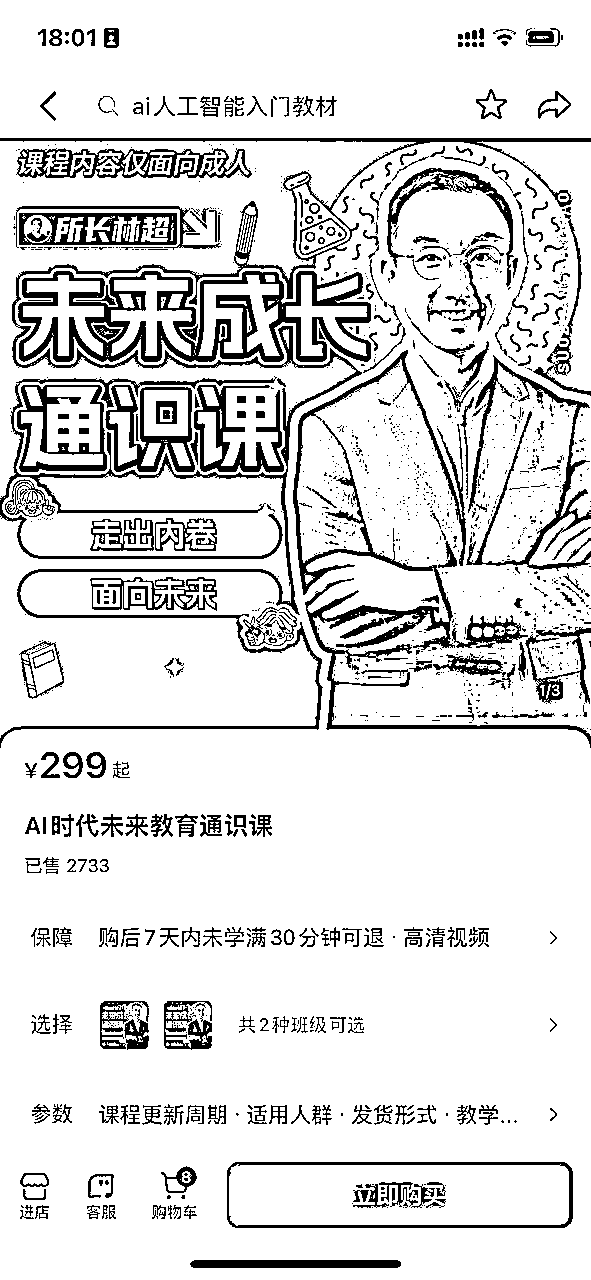 18:01
ai人工智能入门教材
课程内容仅面向成人
所长林超
未来成长
通识课
走出内卷
面向未来
1/3
¥299起
AI时代未来教育通识课
已售 2733
保障 购后7天内未学满30分钟可退 · 高清视频
选择 共2种班级可选
参数 课程更新周期 · 适用人群 · 发货形式 · 教学...
8
进店 客服 购物车 立即购买